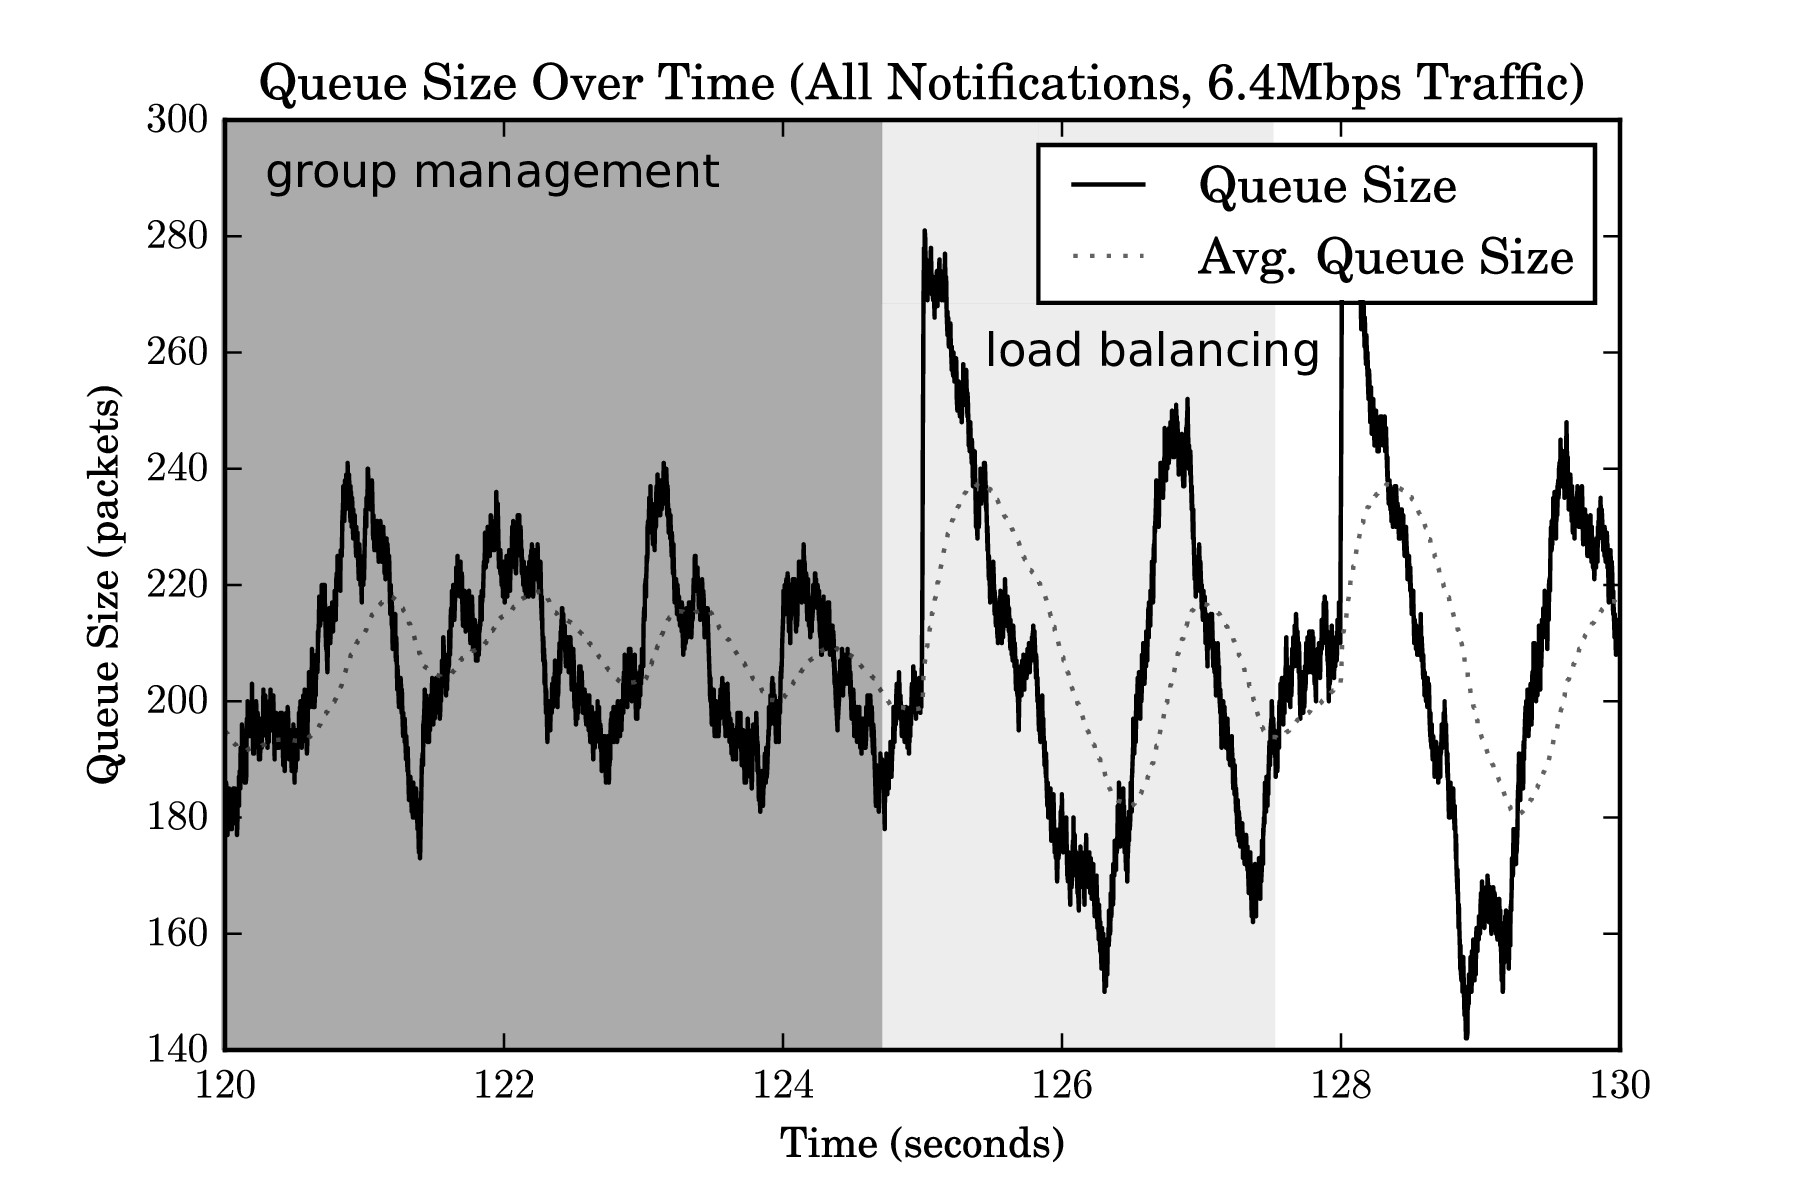 Queue Size Over Time (All Notifications, 6.4Mbps Traffic)
300
280
260
240
220
200
180
160
140
Queue Size (packets)
group management
Queue Size
Avg. Queue Size
load balancing
120
122
124
126
128
130
Time (seconds)